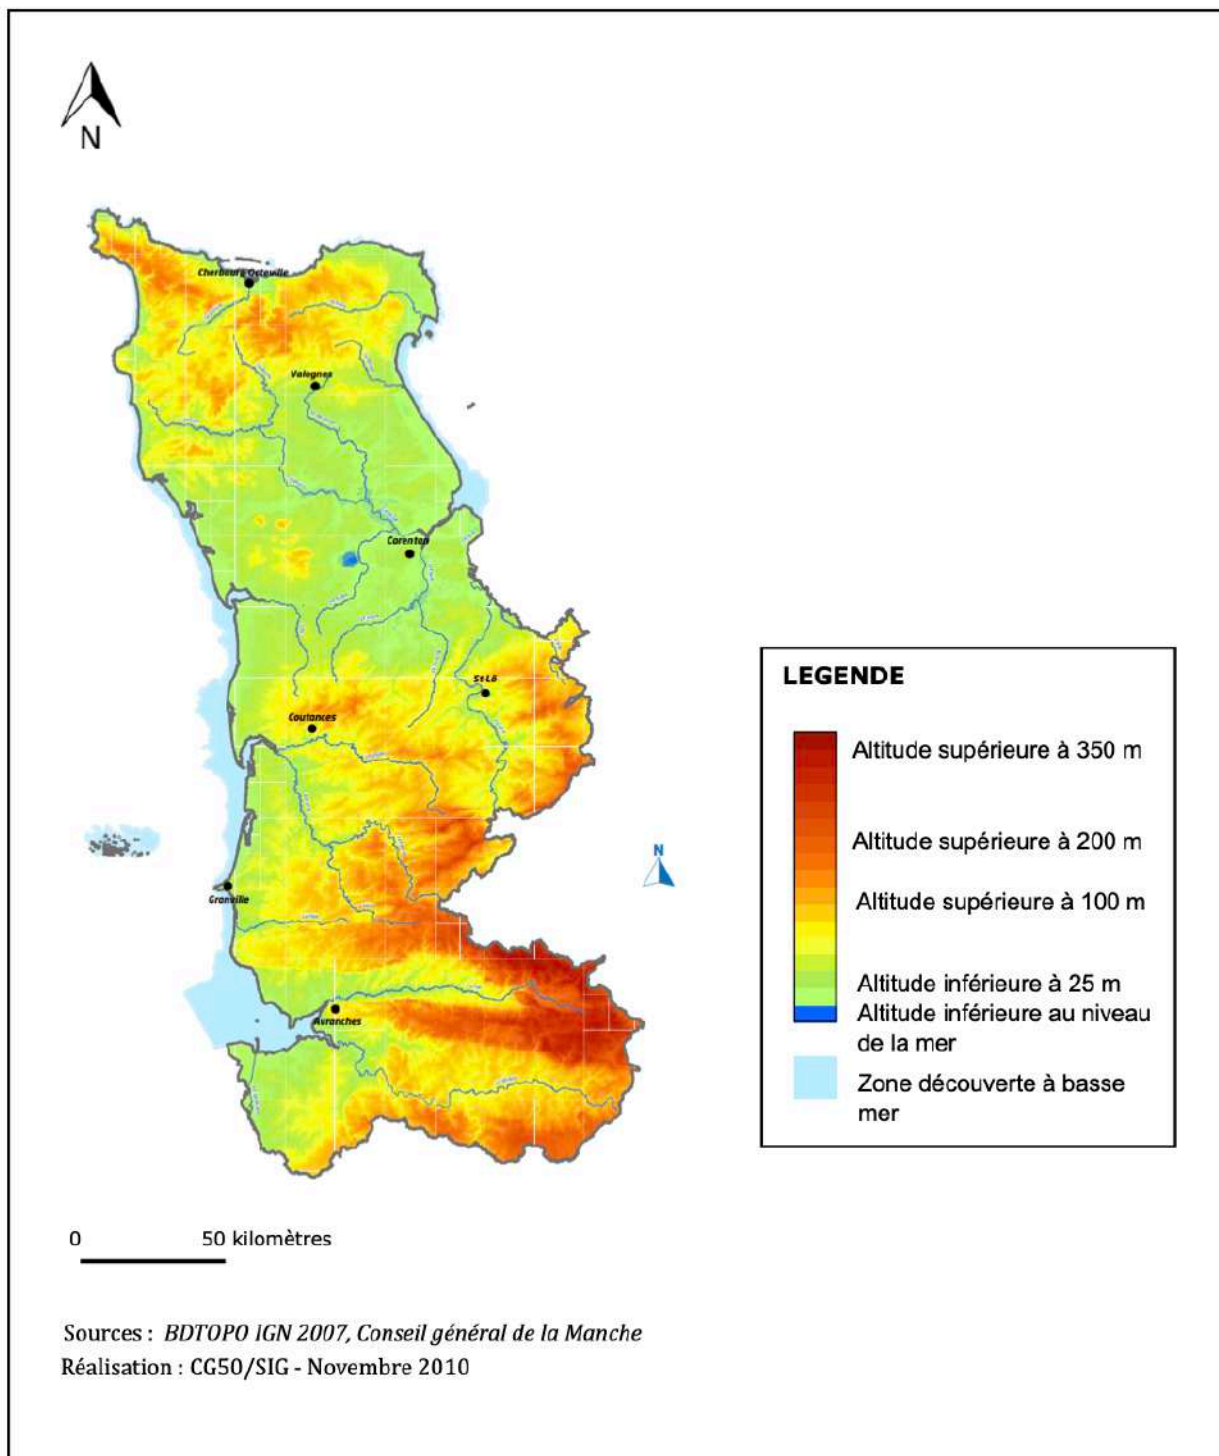 N
Cherbourg Octeville
Valognes
Carentan
St-Lô
Coutances
N
Granville
Avranches
LEGENDE
Altitude supérieure à 350 m
Altitude supérieure à 200 m
Altitude supérieure à 100 m
Altitude inférieure à 25 m
Altitude inférieure au niveau
de la mer
Zone découverte à basse
mer
0 50 kilomètres
Sources : BDTOPO IGN 2007, Conseil général de la Manche
Réalisation : CG50/SIG - Novembre 2010